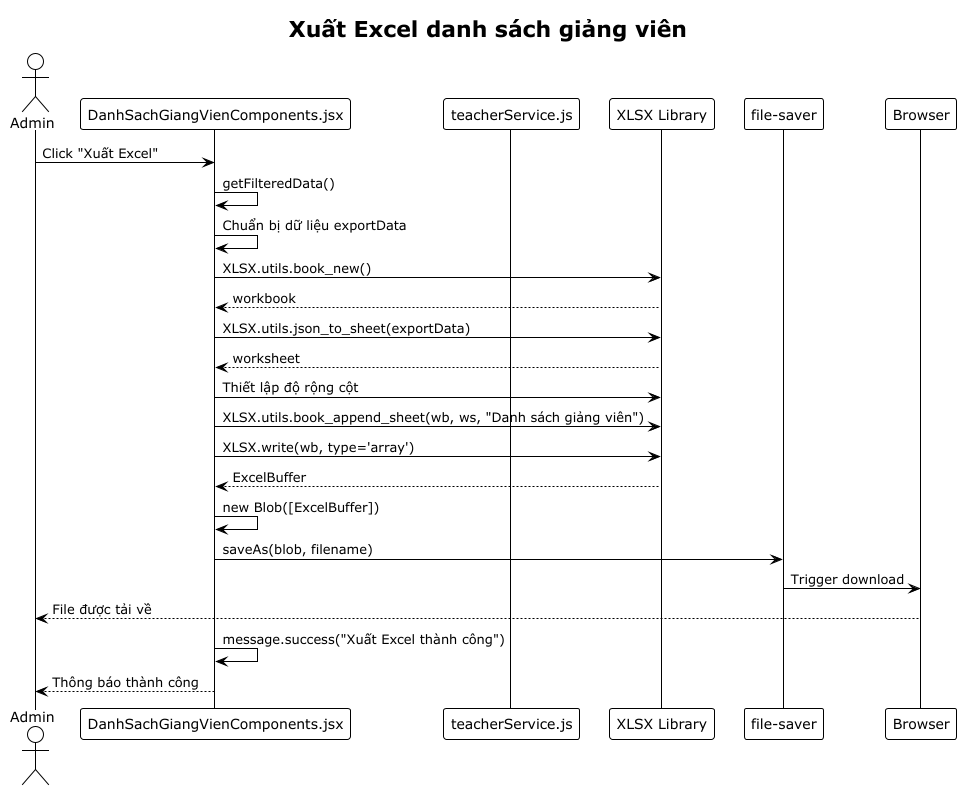 Xuất Excel danh sách giảng viên
Admin
DanhSachGiangVienComponents.jsx
teacherService.js
XLSX Library
file-saver
Browser
Click "Xuất Excel"
getFilteredData()
Chuẩn bị dữ liệu exportData
XLSX.utils.book_new()
workbook
XLSX.utils.json_to_sheet(exportData)
worksheet
Thiết lập độ rộng cột
XLSX.utils.book_append_sheet(wb, ws, "Danh sách giảng viên")
XLSX.write(wb, type='array')
ExcelBuffer
new Blob([ExcelBuffer])
saveAs(blob, filename)
Trigger download
File được tải về
message.success("Xuất Excel thành công")
Thông báo thành công
Admin
DanhSachGiangVienComponents.jsx
teacherService.js
XLSX Library
file-saver
Browser